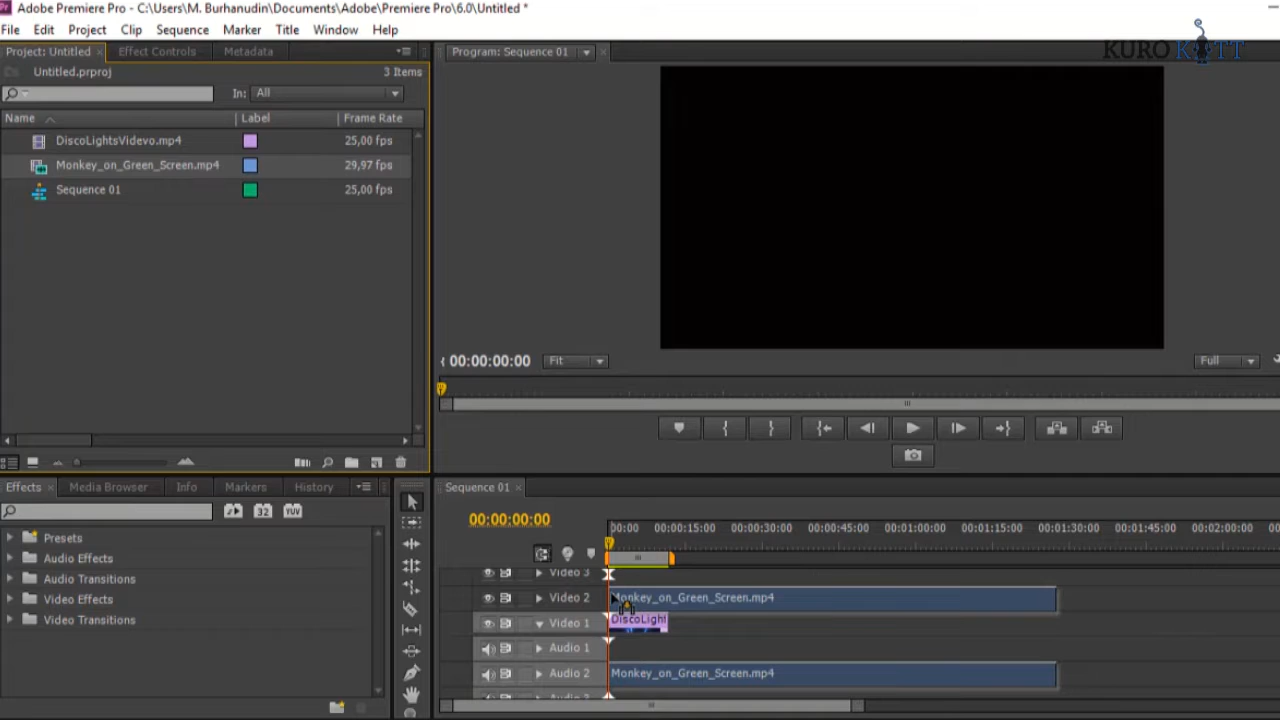 Adobe Premiere Pro - C:\Users\M. Burhanudin\Documents\Adobe\Premiere Pro\6.0\Untitled *
File Edit Project Clip Sequence Marker Title Window Help
KURO KITT
Project: Untitled Effect Controls Metadata
Program: Sequence 01
Untitled.prproj 3 Items
In: All
Name Label Frame Rate
DiscoLightsVidevo.mp4 25,00 fps
Monkey_on_Green_Screen.mp4 29,97 fps
Sequence 01 25,00 fps
00:00:00:00 Fit Full
Effects Media Browser Info Markers History
32 YUV
Presets
Audio Effects
Audio Transitions
Video Effects
Video Transitions
Sequence 01
00:00:00:00
00:00 00:00:15:00 00:00:30:00 00:00:45:00 00:01:00:00 00:01:15:00 00:01:30:00 00:01:45:00 00:02:00:00
Video 3
Video 2 Monkey_on_Green_Screen.mp4
Video 1 DiscoLight
Audio 1
Audio 2 Monkey_on_Green_Screen.mp4